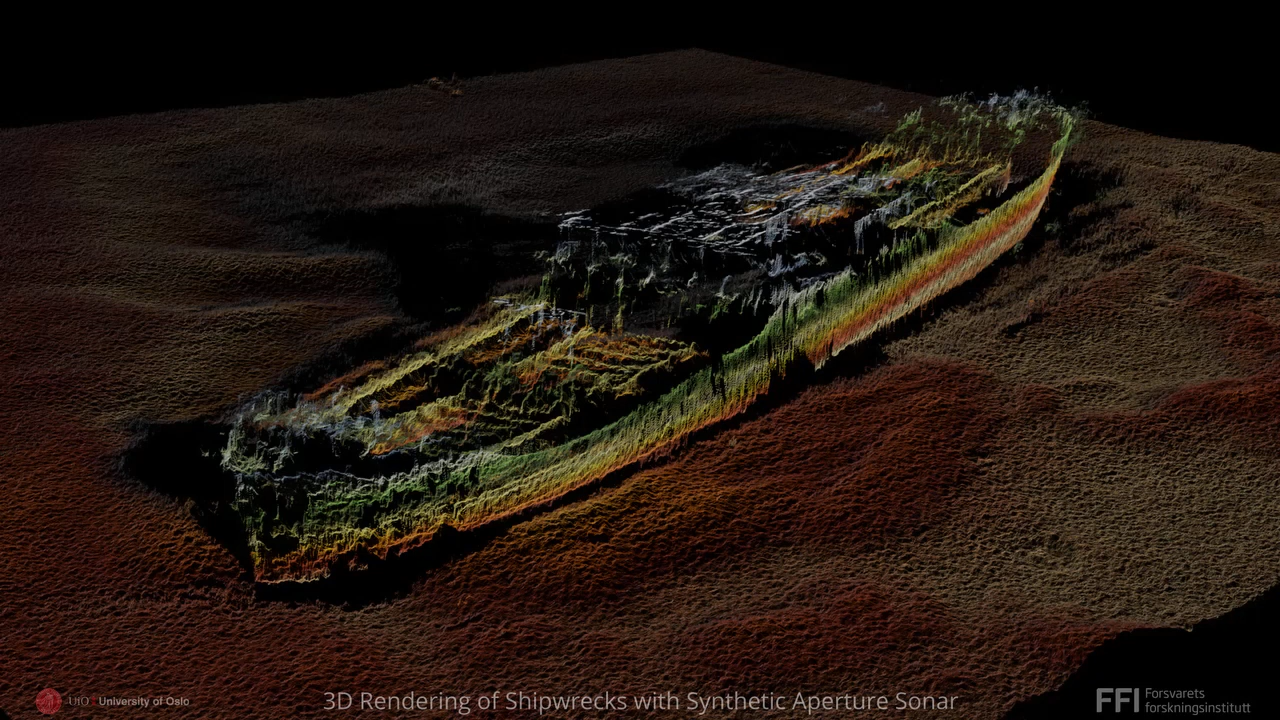 UiO : University of Oslo
3D Rendering of Shipwrecks with Synthetic Aperture Sonar
FFI Forsvarets
forskningsinstitutt